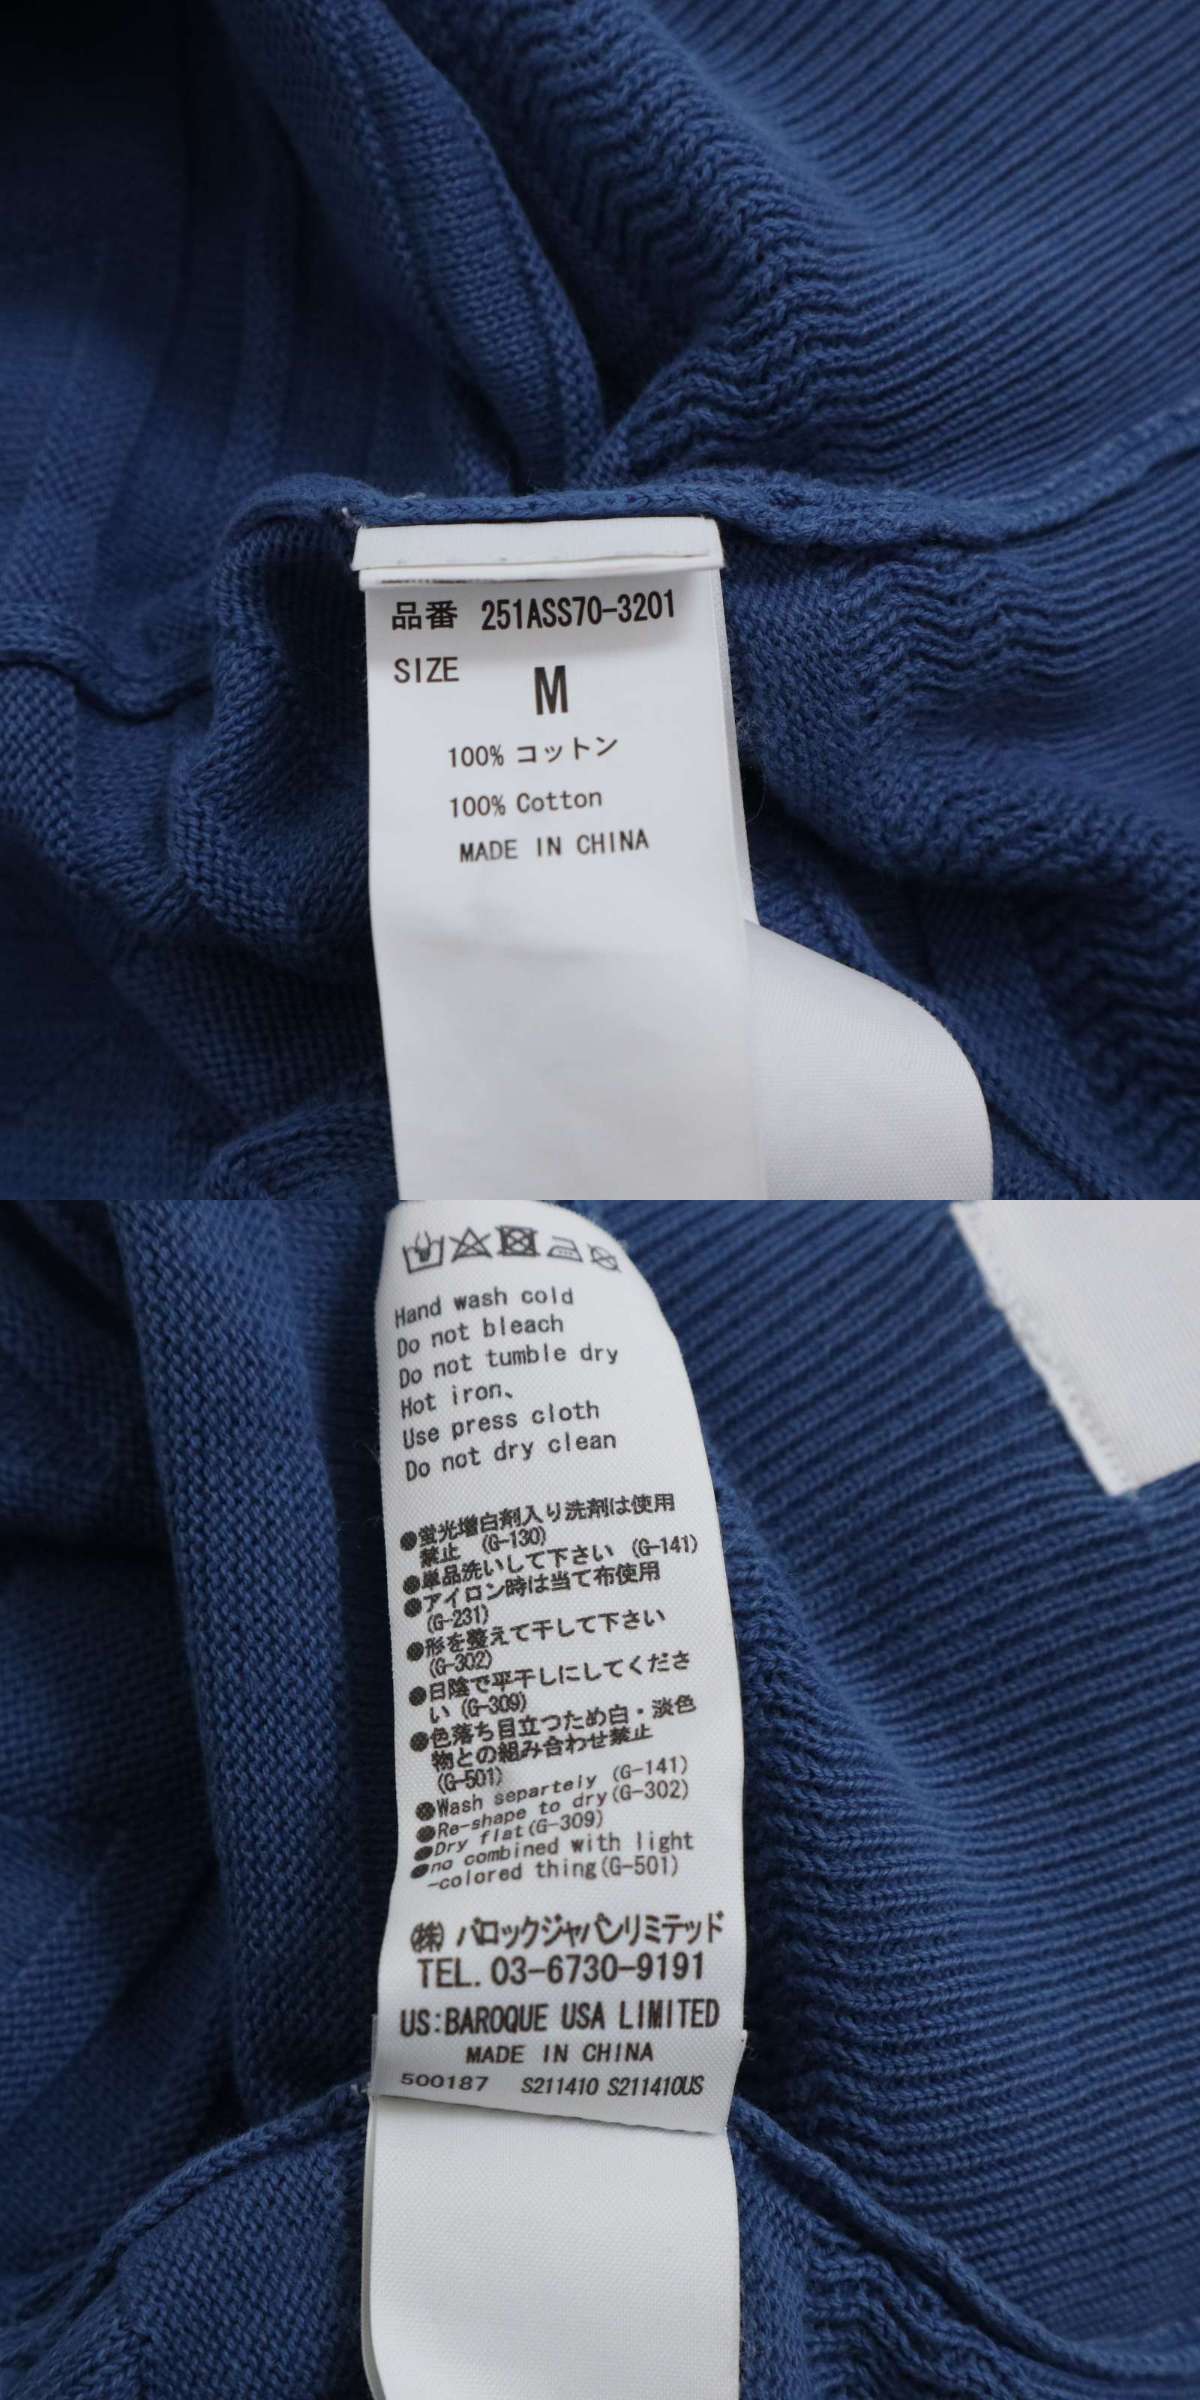 品番 251ASS70-3201
SIZE
M
100% コットン
100% Cotton
MADE IN CHINA
Hand wash cold
Do not bleach
Do not tumble dry
Hot iron、
Use press cloth
Do not dry clean
●蛍光増白剤入り洗剤は使用
禁止 (G-130)
●単品洗いして下さい (G-141)
●アイロン時は当て布使用
(G-231)
●形を整えて干して下さい
(G-302)
●日陰で平干しにしてくださ
い (G-309)
●色落ち目立つため白・淡色
物との組み合わせ禁止
(G-501)
●Wash separtely (G-141)
●Re-shape to dry(G-302)
●Dry flat(G-309)
●no combined with light
-colored thing(G-501)
㈱ バロックジャパンリミテッド
TEL. 03-6730-9191
US:BAROQUE USA LIMITED
MADE IN CHINA
500187 S211410 S211410US